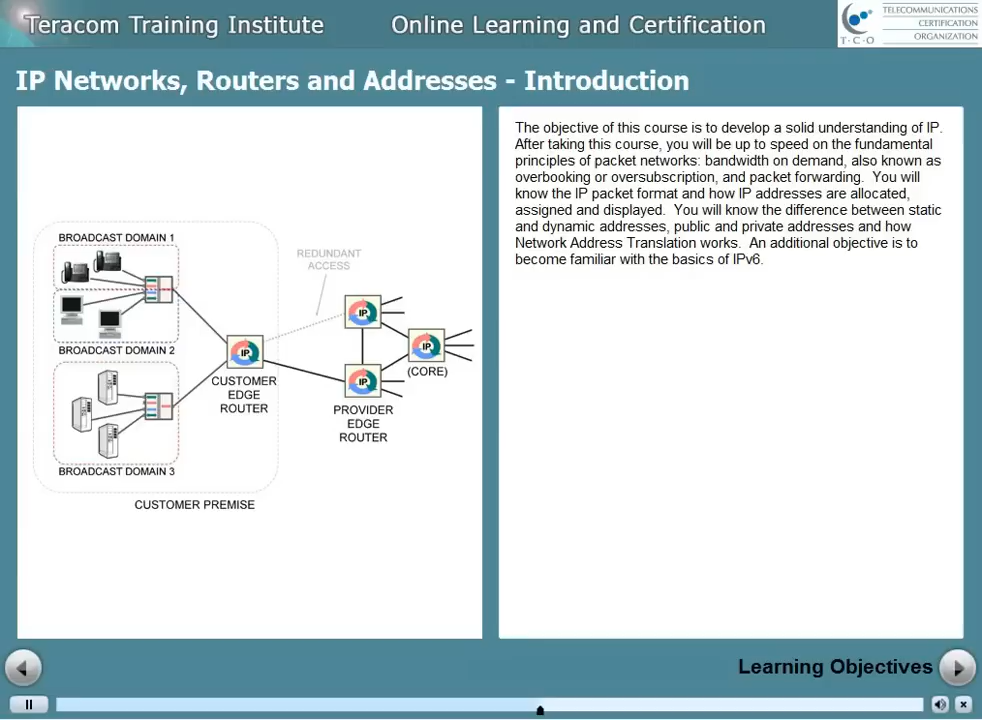 Teracom Training Institute
Online Learning and Certification
TELECOMMUNICATIONS
CERTIFICATION
ORGANIZATION
T·C·O
IP Networks, Routers and Addresses - Introduction
The objective of this course is to develop a solid understanding of IP.
After taking this course, you will be up to speed on the fundamental
principles of packet networks: bandwidth on demand, also known as
overbooking or oversubscription, and packet forwarding. You will
know the IP packet format and how IP addresses are allocated,
assigned and displayed. You will know the difference between static
and dynamic addresses, public and private addresses and how
Network Address Translation works. An additional objective is to
become familiar with the basics of IPv6.
BROADCAST DOMAIN 1
REDUNDANT
ACCESS
IP
IP
IP
BROADCAST DOMAIN 2
(CORE)
CUSTOMER
EDGE
ROUTER
IP
PROVIDER
EDGE
ROUTER
BROADCAST DOMAIN 3
CUSTOMER PREMISE
Learning Objectives